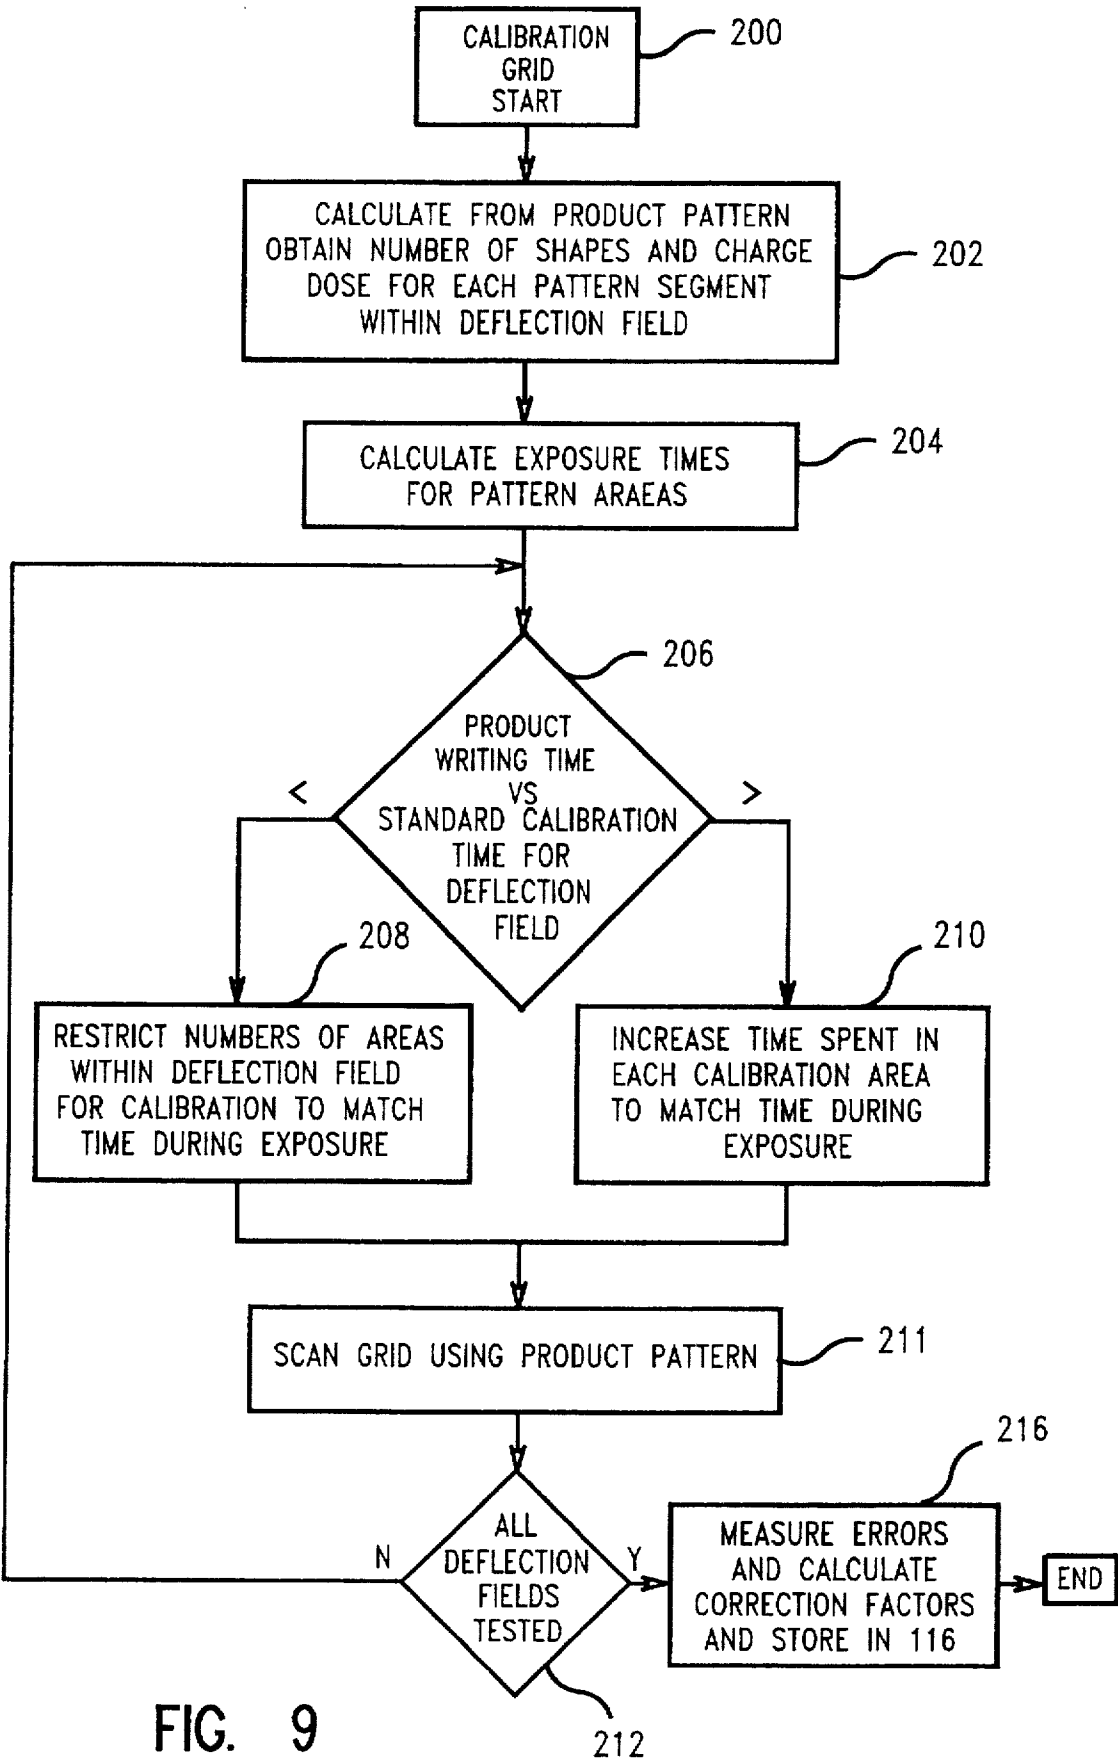 CALIBRATION
GRID
START
200
CALCULATE FROM PRODUCT PATTERN
OBTAIN NUMBER OF SHAPES AND CHARGE
DOSE FOR EACH PATTERN SEGMENT
WITHIN DEFLECTION FIELD
202
CALCULATE EXPOSURE TIMES
FOR PATTERN ARAEAS
204
206
PRODUCT
WRITING TIME
VS
STANDARD CALIBRATION
TIME FOR
DEFLECTION
FIELD
<
>
208
RESTRICT NUMBERS OF AREAS
WITHIN DEFLECTION FIELD
FOR CALIBRATION TO MATCH
TIME DURING EXPOSURE
210
INCREASE TIME SPENT IN
EACH CALIBRATION AREA
TO MATCH TIME DURING
EXPOSURE
SCAN GRID USING PRODUCT PATTERN
211
ALL
DEFLECTION
FIELDS
TESTED
N
Y
212
216
MEASURE ERRORS
AND CALCULATE
CORRECTION FACTORS
AND STORE IN 116
END
FIG. 9